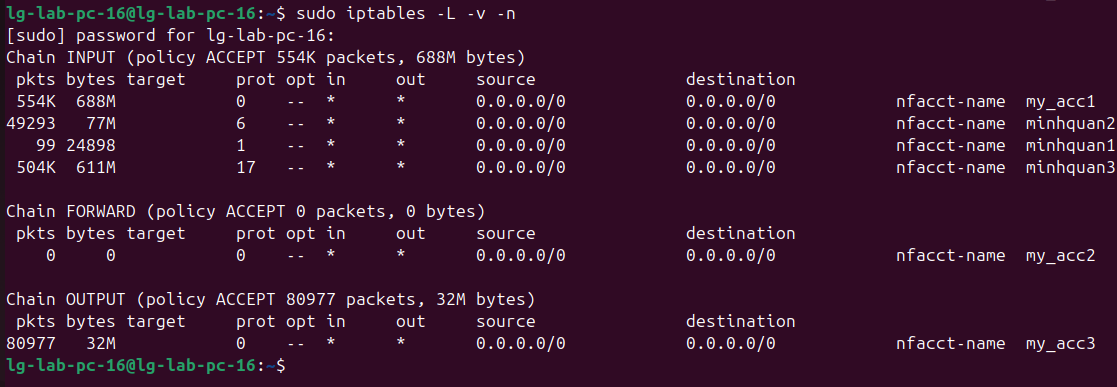 lg-lab-pc-16@lg-lab-pc-16:~$ sudo iptables -L -v -n
[sudo] password for lg-lab-pc-16:
Chain INPUT (policy ACCEPT 554K packets, 688M bytes)
 pkts bytes target     prot opt in     out     source               destination
 554K  688M            0    --  *      *       0.0.0.0/0            0.0.0.0/0            nfacct-name  my_acc1
49293   77M            6    --  *      *       0.0.0.0/0            0.0.0.0/0            nfacct-name  minhquan2
   99 24898            1    --  *      *       0.0.0.0/0            0.0.0.0/0            nfacct-name  minhquan1
 504K  611M            17   --  *      *       0.0.0.0/0            0.0.0.0/0            nfacct-name  minhquan3

Chain FORWARD (policy ACCEPT 0 packets, 0 bytes)
 pkts bytes target     prot opt in     out     source               destination
    0     0            0    --  *      *       0.0.0.0/0            0.0.0.0/0            nfacct-name  my_acc2

Chain OUTPUT (policy ACCEPT 80977 packets, 32M bytes)
 pkts bytes target     prot opt in     out     source               destination
80977   32M            0    --  *      *       0.0.0.0/0            0.0.0.0/0            nfacct-name  my_acc3
lg-lab-pc-16@lg-lab-pc-16:~$